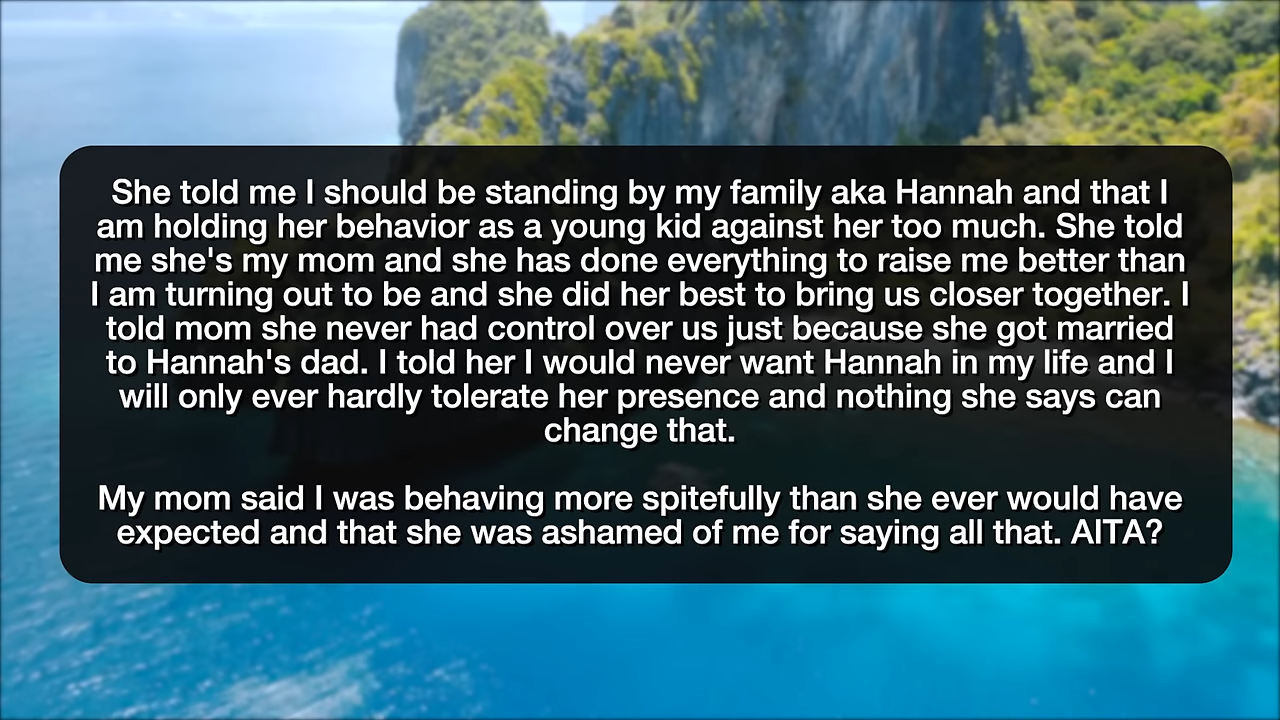 She told me I should be standing by my family aka Hannah and that I
am holding her behavior as a young kid against her too much. She told
me she's my mom and she has done everything to raise me better than
I am turning out to be and she did her best to bring us closer together. I
told mom she never had control over us just because she got married
to Hannah's dad. I told her I would never want Hannah in my life and I
will only ever hardly tolerate her presence and nothing she says can
change that.
My mom said I was behaving more spitefully than she ever would have
expected and that she was ashamed of me for saying all that. AITA?